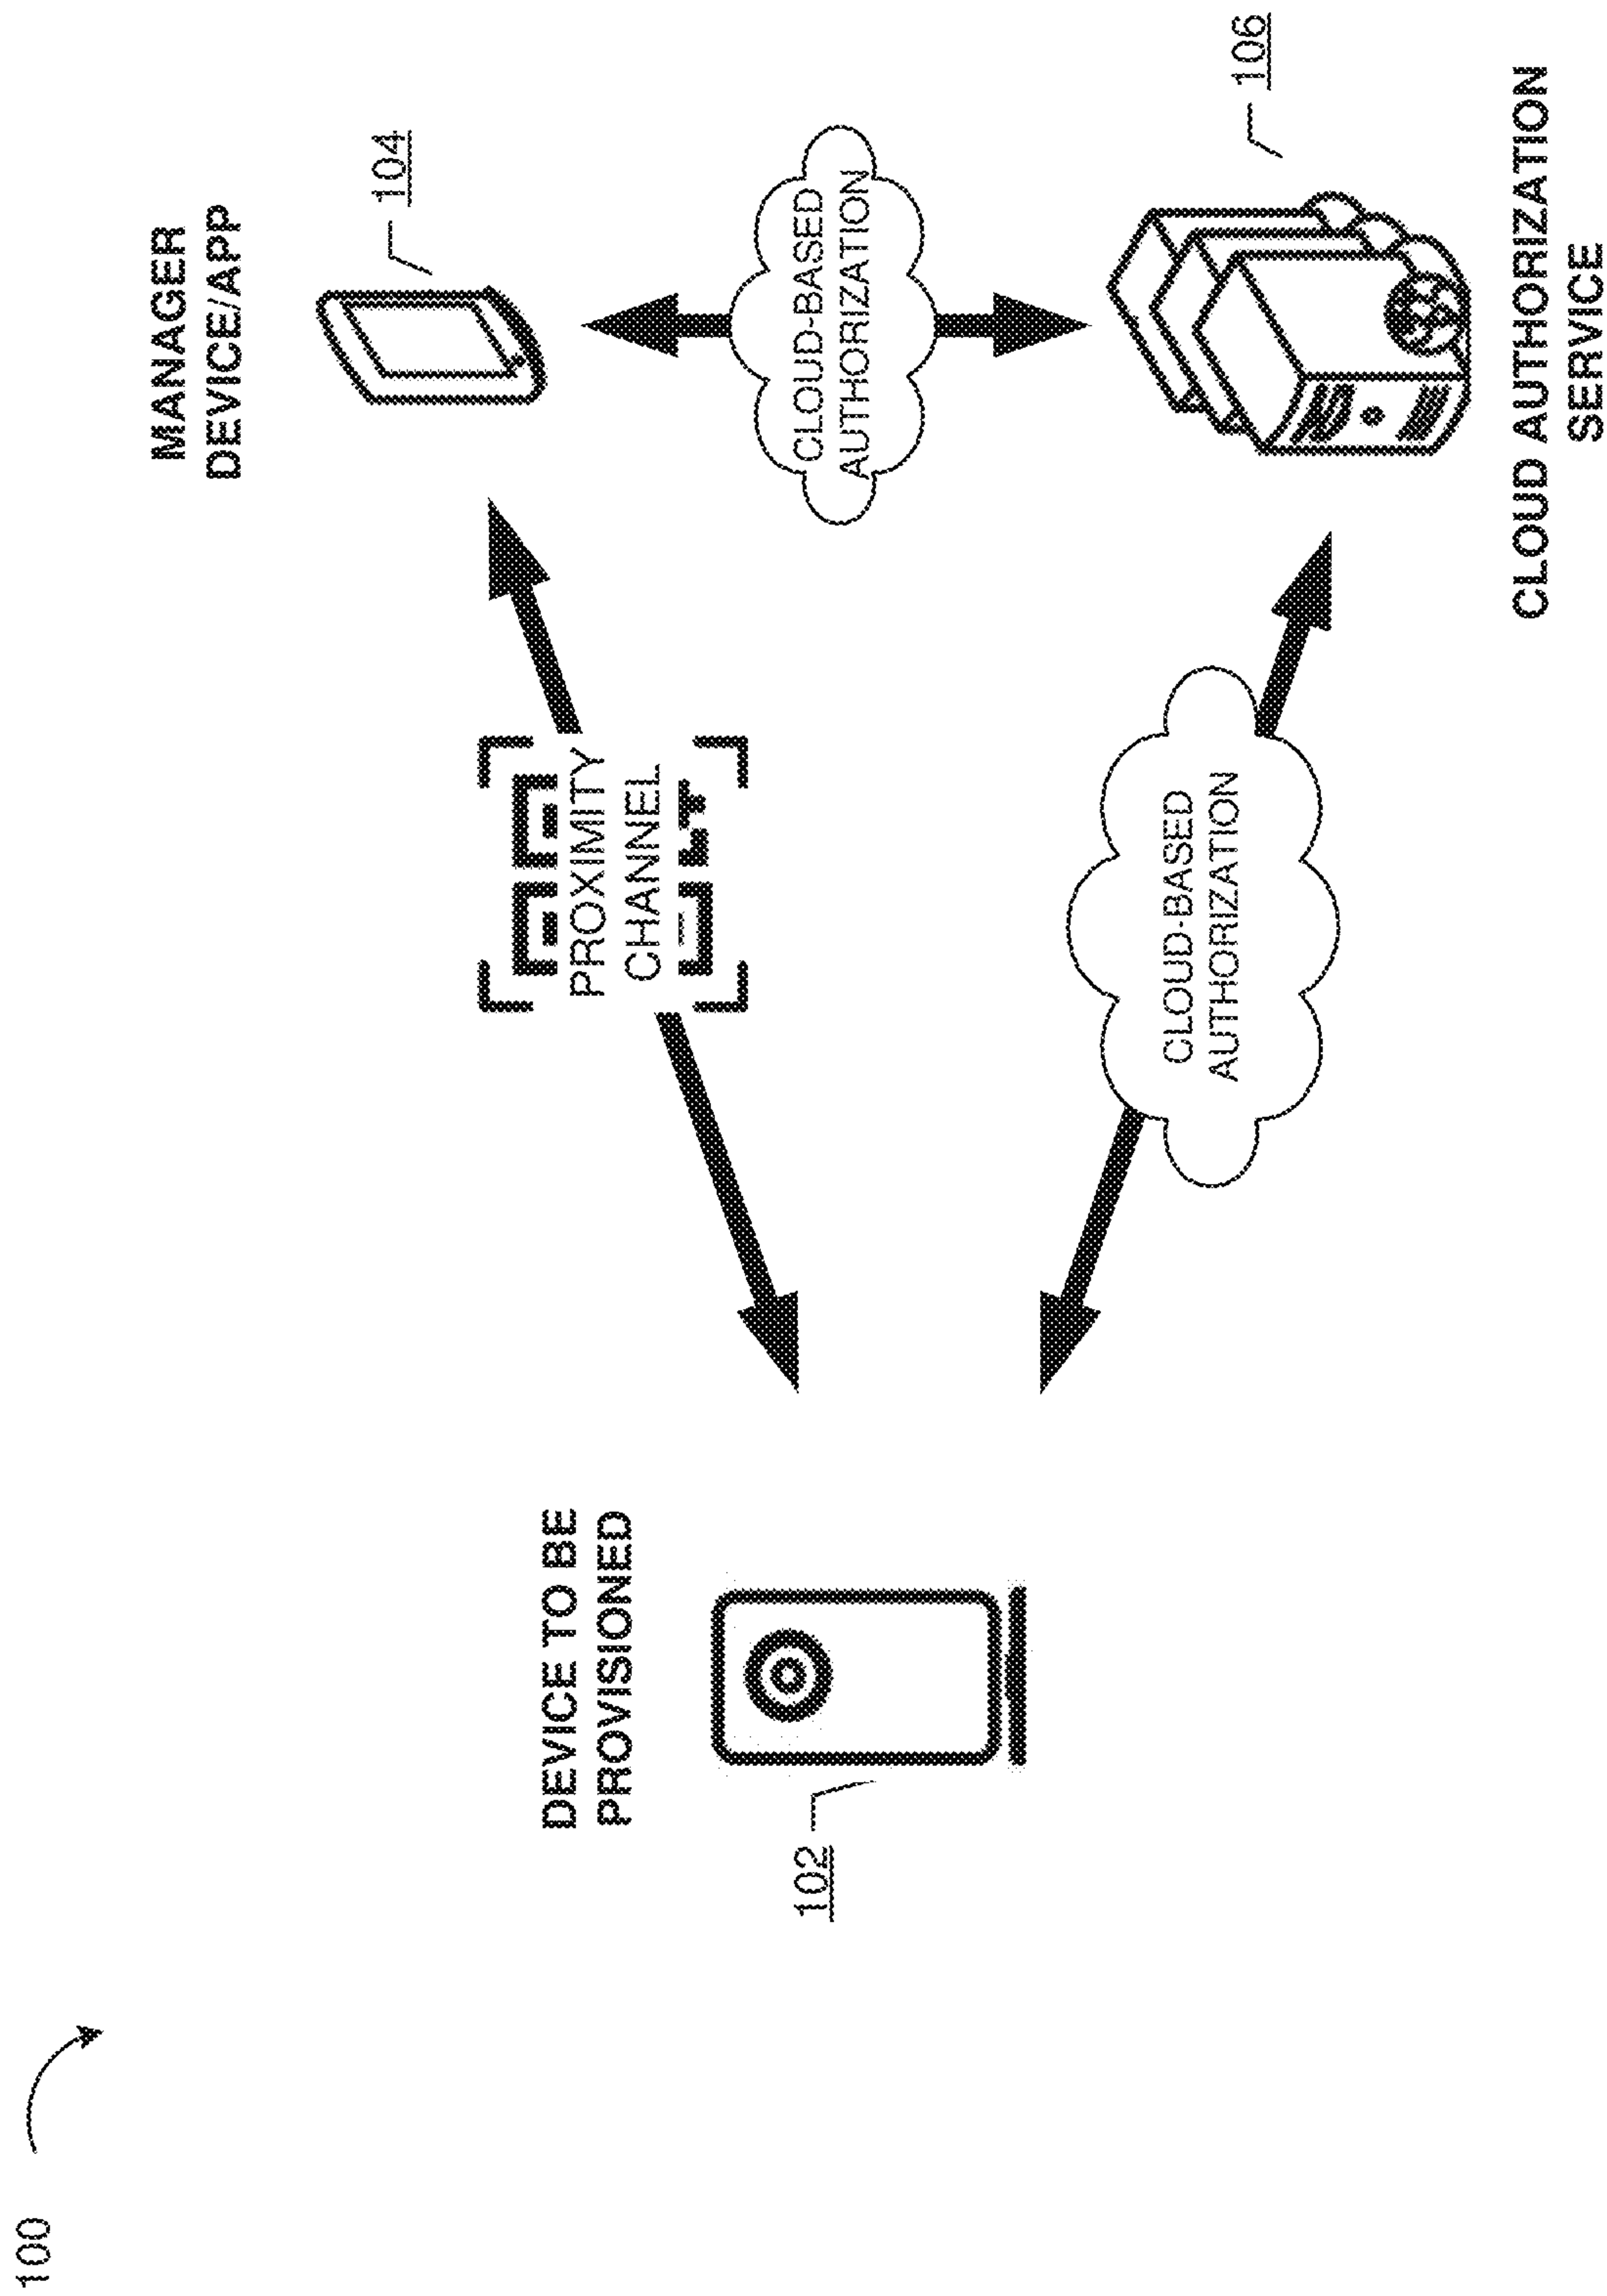 100
DEVICE TO BE
PROVISIONED
102
PROXIMITY
CHANNEL
MANAGER
DEVICE/APP
104
CLOUD-BASED
AUTHORIZATION
CLOUD-BASED
AUTHORIZATION
106
CLOUD AUTHORIZATION
SERVICE